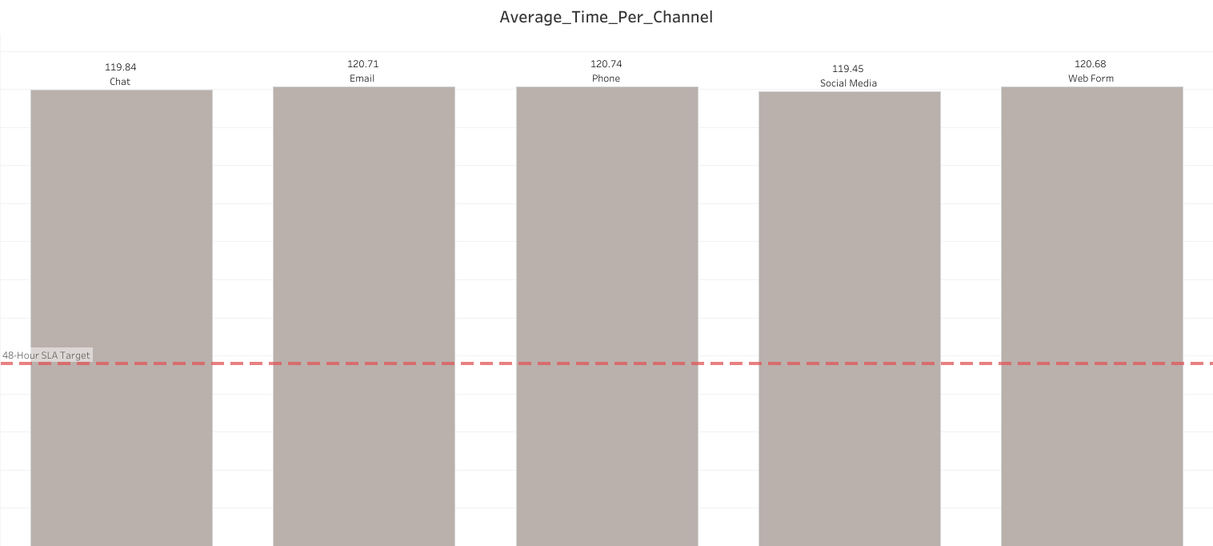 Average_Time_Per_Channel
119.84
Chat
120.71
Email
120.74
Phone
119.45
Social Media
120.68
Web Form
48-Hour SLA Target